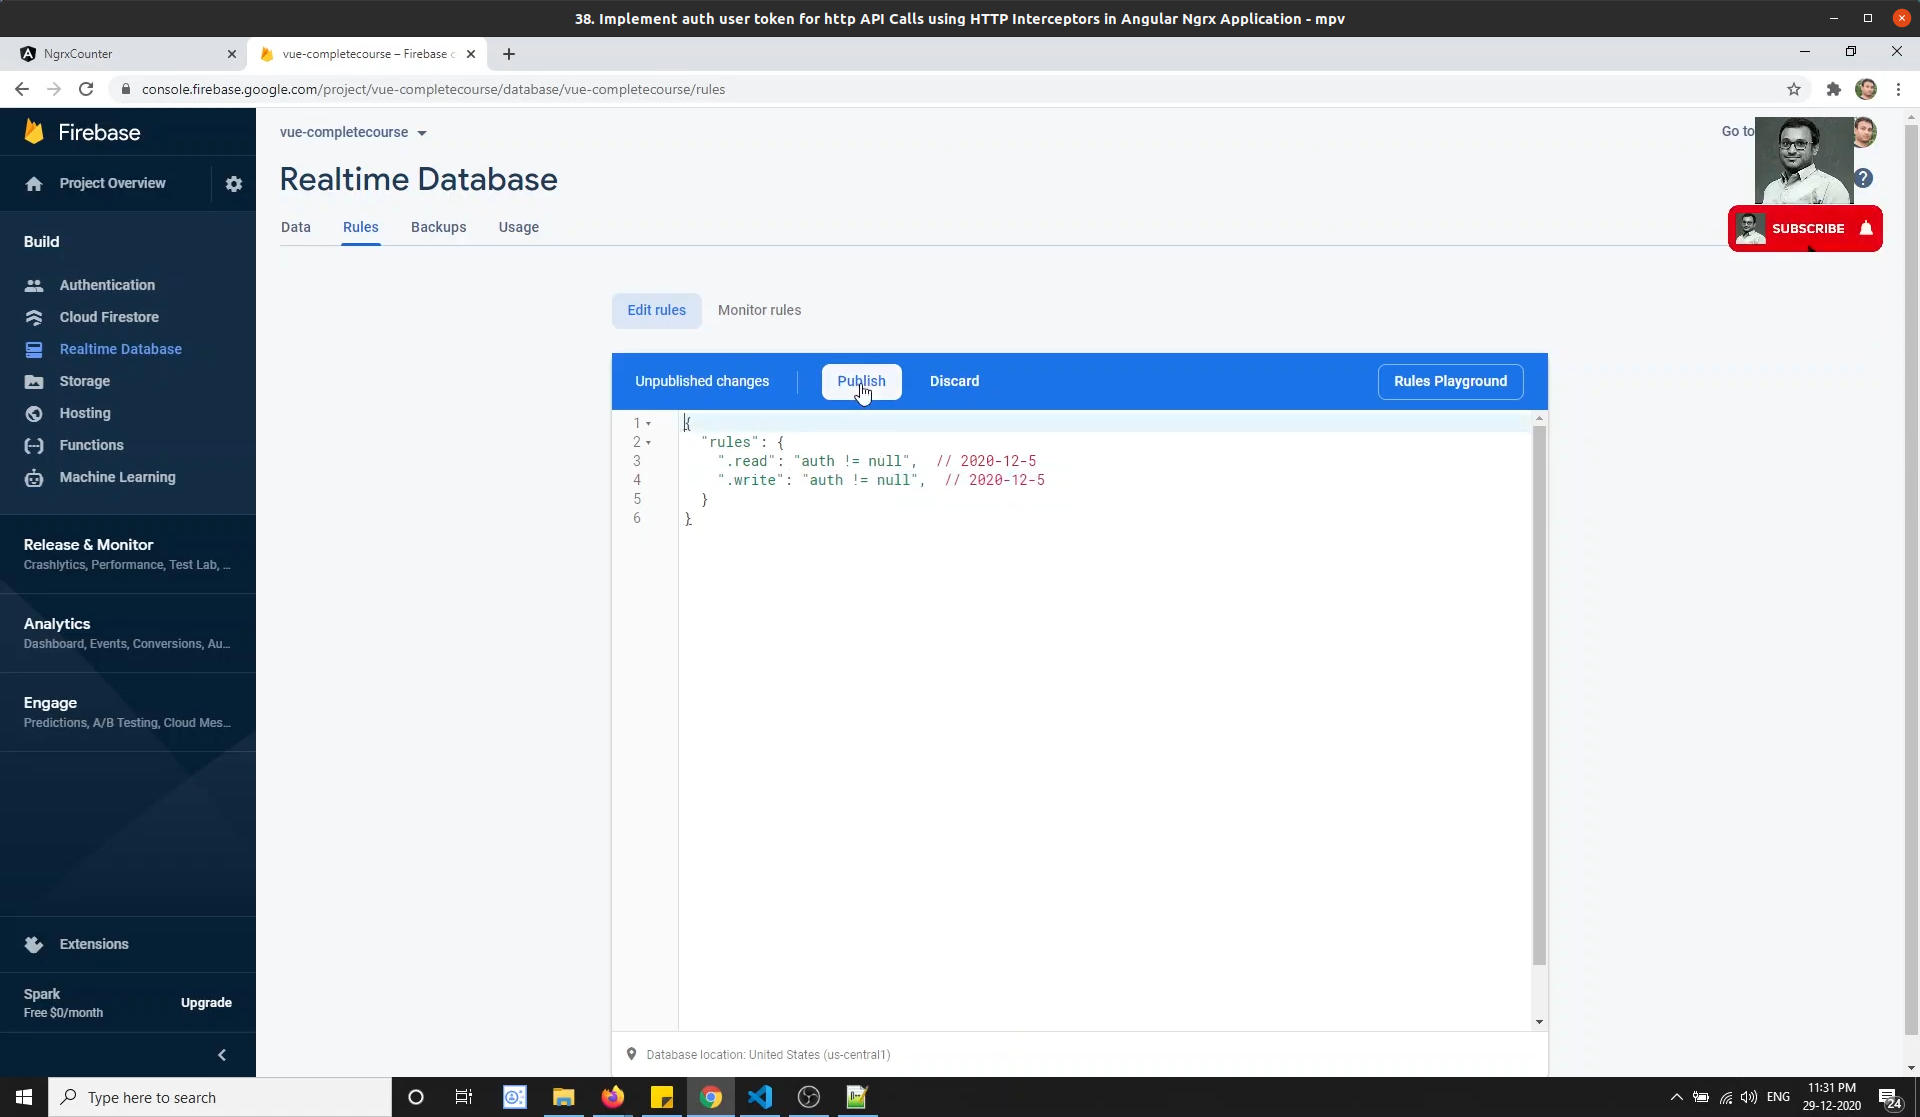 38. Implement auth user token for http API Calls using HTTP Interceptors in Angular Ngrx Application - mpv
NgrxCounter
vue-completecourse – Firebase c
console.firebase.google.com/project/vue-completecourse/database/vue-completecourse/rules
Firebase
Project Overview
Build
Authentication
Cloud Firestore
Realtime Database
Storage
Hosting
Functions
Machine Learning
Release & Monitor
Crashlytics, Performance, Test Lab, ...
Analytics
Dashboard, Events, Conversions, Au...
Engage
Predictions, A/B Testing, Cloud Mes...
Extensions
Spark
Free $0/month
Upgrade
vue-completecourse
Go to
Realtime Database
SUBSCRIBE
Data
Rules
Backups
Usage
Edit rules
Monitor rules
Unpublished changes
Publish
Discard
Rules Playground
1 {
2 "rules": {
3 ".read": "auth != null", // 2020-12-5
4 ".write": "auth != null", // 2020-12-5
5 }
6 }
Database location: United States (us-central1)
Type here to search
ENG
11:31 PM
29-12-2020
24